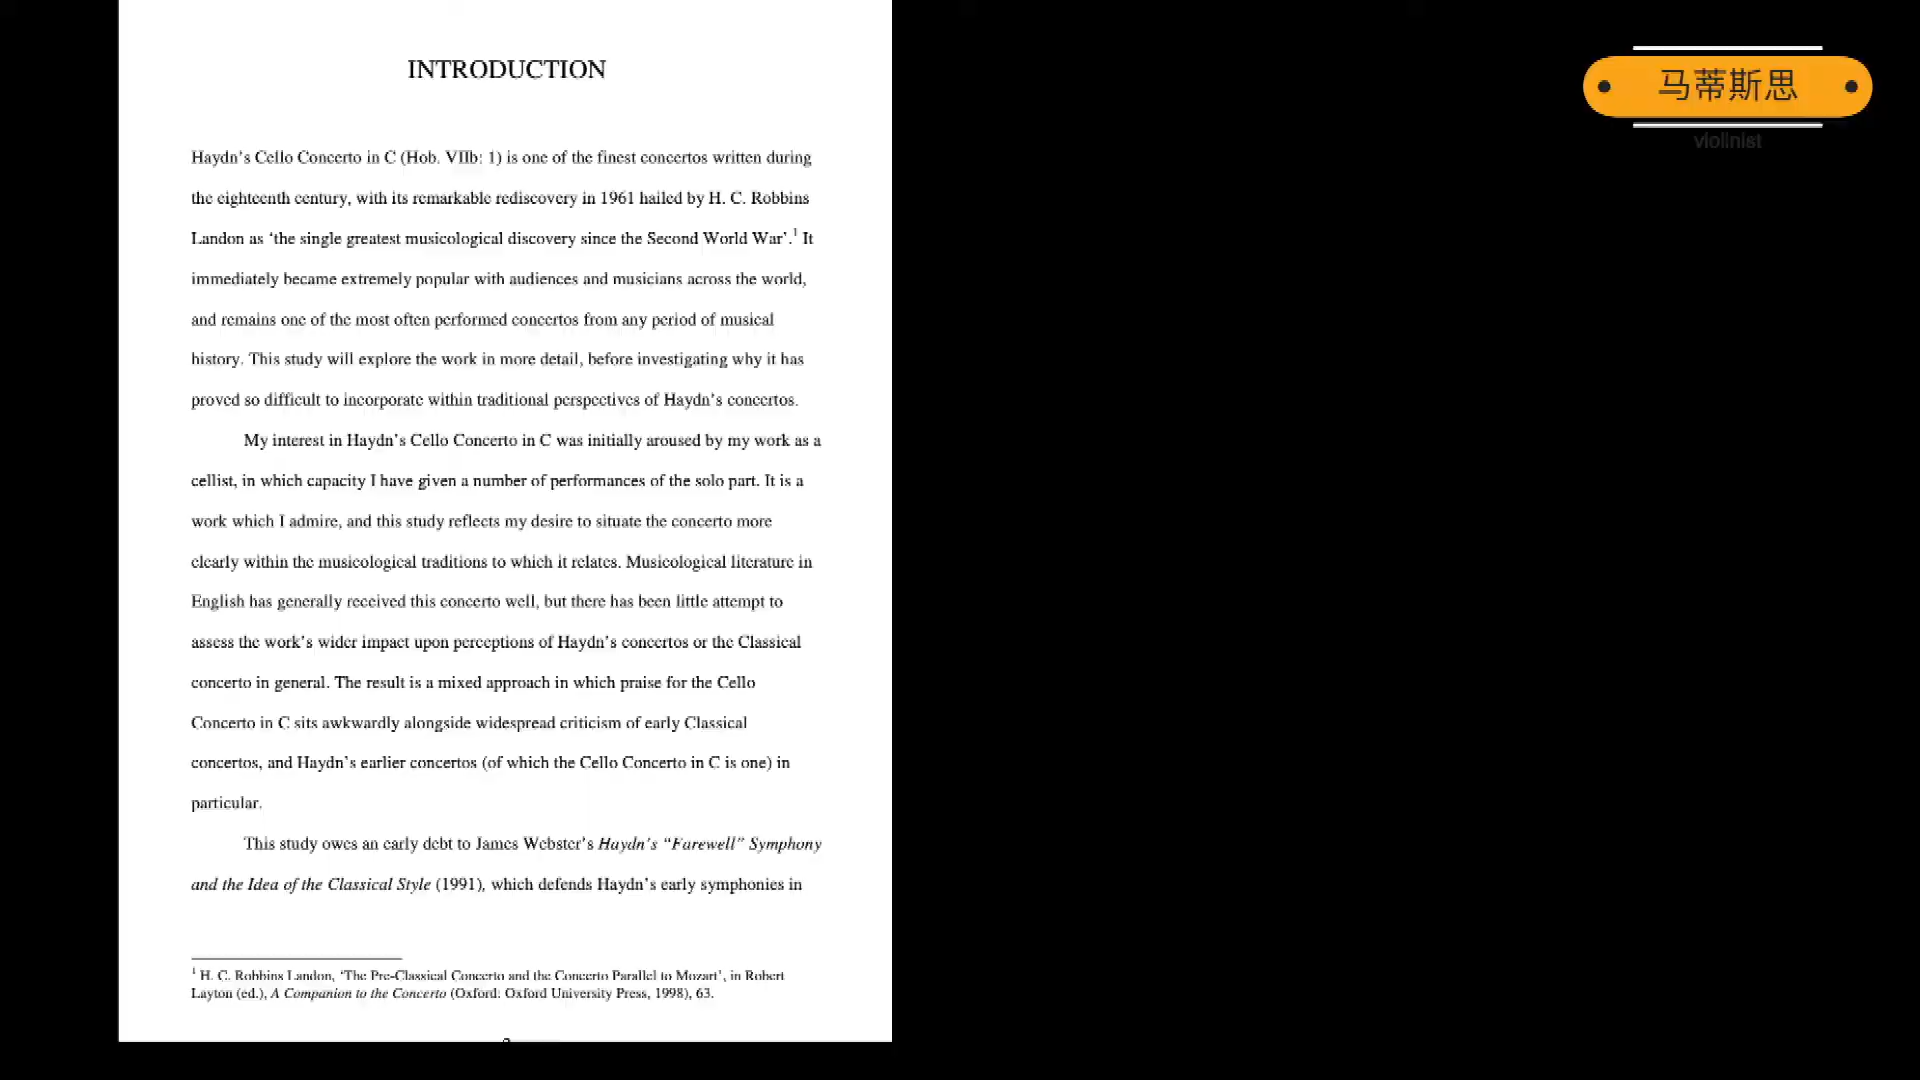 INTRODUCTION
Haydn’s Cello Concerto in C (Hob. VIIb: 1) is one of the finest concertos written during
the eighteenth century, with its remarkable rediscovery in 1961 hailed by H. C. Robbins
Landon as ‘the single greatest musicological discovery since the Second World War’.1 It
immediately became extremely popular with audiences and musicians across the world,
and remains one of the most often performed concertos from any period of musical
history. This study will explore the work in more detail, before investigating why it has
proved so difficult to incorporate within traditional perspectives of Haydn’s concertos.
My interest in Haydn’s Cello Concerto in C was initially aroused by my work as a
cellist, in which capacity I have given a number of performances of the solo part. It is a
work which I admire, and this study reflects my desire to situate the concerto more
clearly within the musicological traditions to which it relates. Musicological literature in
English has generally received this concerto well, but there has been little attempt to
assess the work’s wider impact upon perceptions of Haydn’s concertos or the Classical
concerto in general. The result is a mixed approach in which praise for the Cello
Concerto in C sits awkwardly alongside widespread criticism of early Classical
concertos, and Haydn’s earlier concertos (of which the Cello Concerto in C is one) in
particular.
This study owes an early debt to James Webster’s Haydn’s “Farewell” Symphony
and the Idea of the Classical Style (1991), which defends Haydn’s early symphonies in
1 H. C. Robbins Landon, ‘The Pre-Classical Concerto and the Concerto Parallel to Mozart’, in Robert
Layton (ed.), A Companion to the Concerto (Oxford: Oxford University Press, 1998), 63.
马蒂斯思
violinist